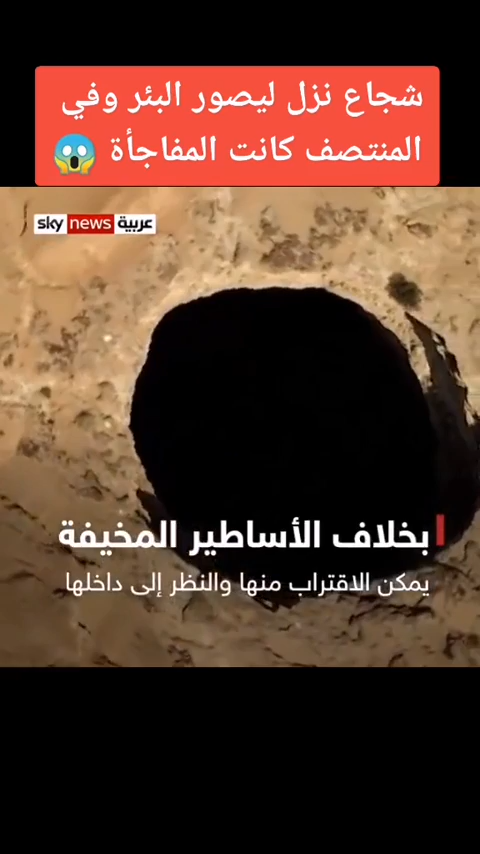 شجاع نزل ليصور البئر وفي
المنتصف كانت المفاجأة 😱
sky news عربية
بخلاف الأساطير المخيفة
يمكن الاقتراب منها والنظر إلى داخلها